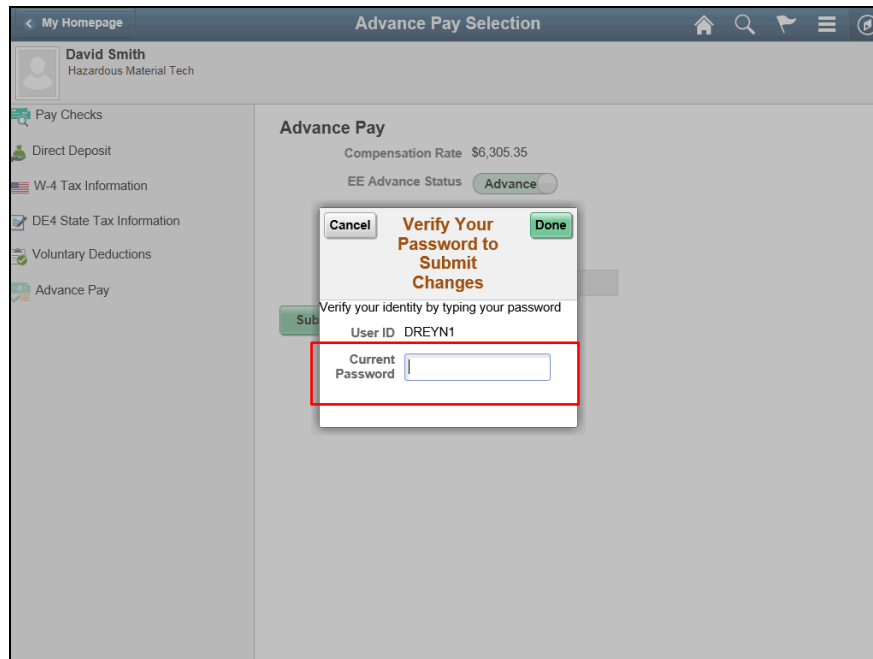 My Homepage
Advance Pay Selection
David Smith
Hazardous Material Tech
Pay Checks
Direct Deposit
W-4 Tax Information
DE4 State Tax Information
Voluntary Deductions
Advance Pay
Advance Pay
Compensation Rate $6,305.35
EE Advance Status Advance
Cancel
Verify Your
Password to
Submit
Changes
Done
Verify your identity by typing your password
Sub
User ID DREYN1
Current
Password